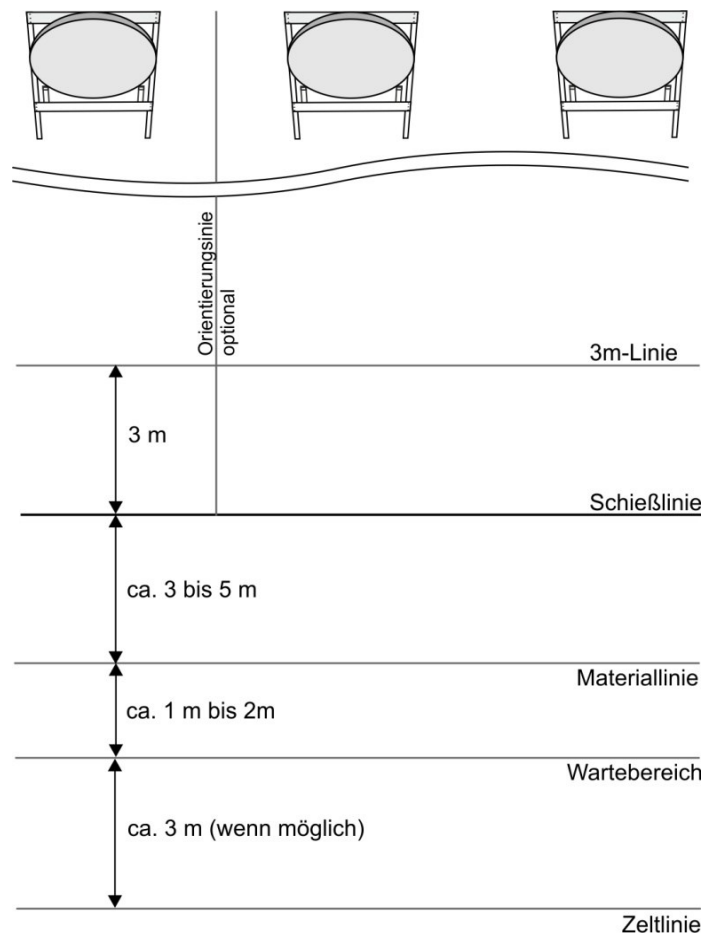 Orientierungsinie
optional
3m-Linie
3 m
Schießlinie
ca. 3 bis 5 m
Materiallinie
ca. 1 m bis 2m
Wartebereich
ca. 3 m (wenn möglich)
Zeltlinie